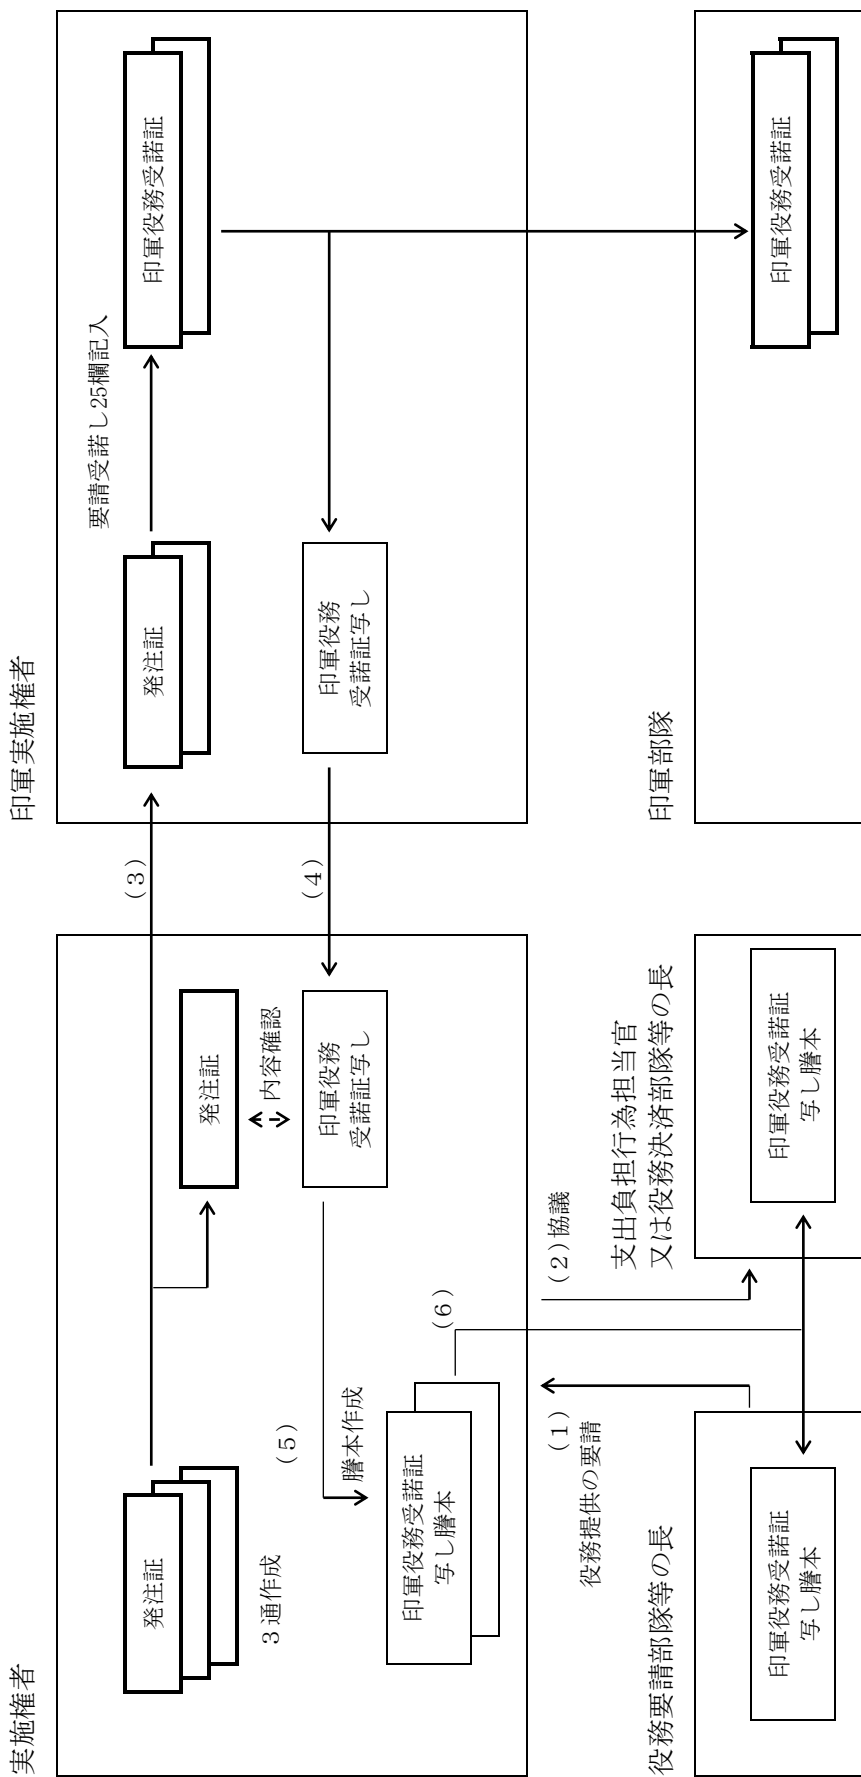 実施権者
発注証
3通作成
(3)
発注証
内容確認
印軍役務
受諾証写し
(4)
(5)
謄本作成
印軍役務受諾証
写し謄本
(6)
印軍実施権者
発注証
要請受諾し25欄記入
印軍役務受諾証
印軍役務
受諾証写し
(1)
役務提供の要請
(2)協議
役務要請部隊等の長
印軍役務受諾証
写し謄本
支出負担行為担当官
又は役務決済部隊等の長
印軍役務受諾証
写し謄本
印軍部隊
印軍役務受諾証